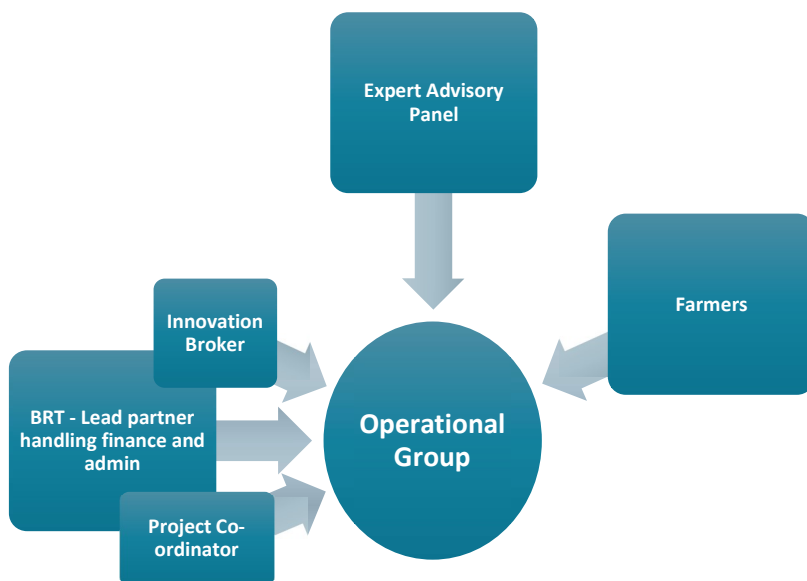 Expert Advisory
Panel
Farmers
Innovation
Broker
BRT - Lead partner
handling finance and
admin
Operational
Group
Project Co-
ordinator